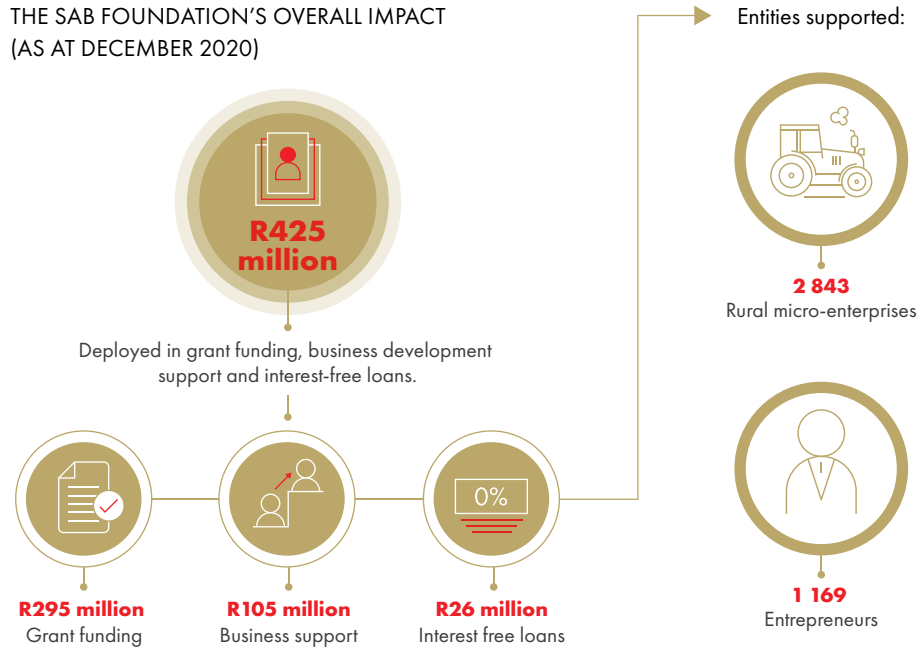 THE SAB FOUNDATION’S OVERALL IMPACT
(AS AT DECEMBER 2020)
R425
million
Deployed in grant funding, business development
support and interest-free loans.
R295 million
Grant funding
R105 million
Business support
0%
R26 million
Interest free loans
Entities supported:
2 843
Rural micro-enterprises
1 169
Entrepreneurs